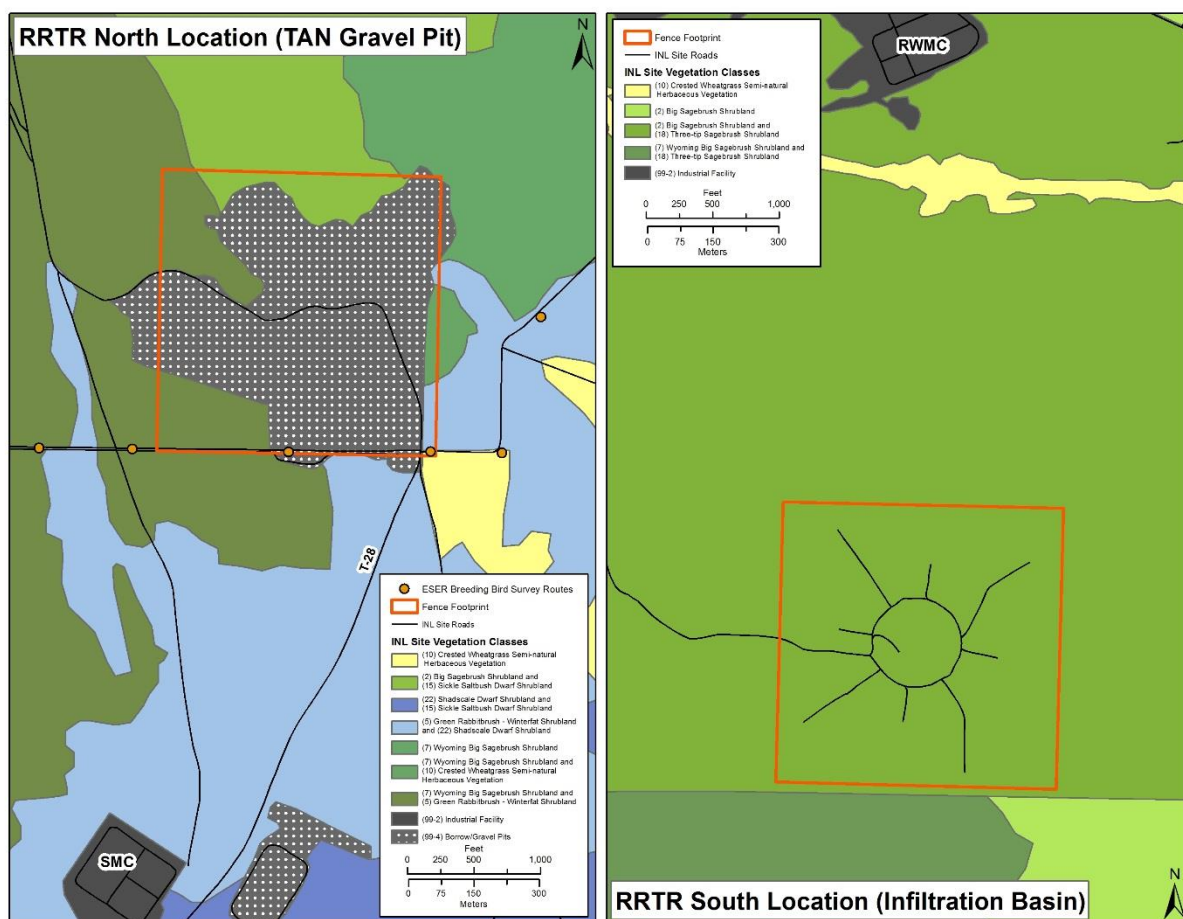 RRTR North Location (TAN Gravel Pit)
N
T-28
SMC
ESER Breeding Bird Survey Routes
Fence Footprint
INL Site Roads
INL Site Vegetation Classes
(10) Crested Wheatgrass Semi-natural
Herbaceous Vegetation
(2) Big Sagebrush Shrubland and
(15) Sickle Saltbush Dwarf Shrubland
(22) Shadscale Dwarf Shrubland and
(15) Sickle Saltbush Dwarf Shrubland
(5) Green Rabbitbrush - Winterfat Shrubland
and (22) Shadscale Dwarf Shrubland
(7) Wyoming Big Sagebrush Shrubland
(7) Wyoming Big Sagebrush Shrubland and
(10) Crested Wheatgrass Semi-natural
Herbaceous Vegetation
(7) Wyoming Big Sagebrush Shrubland and
(5) Green Rabbitbrush - Winterfat Shrubland
(99-2) Industrial Facility
(99-4) Borrow/Gravel Pits
Feet
0 250 500 1,000
0 75 150 300
Meters
Fence Footprint
INL Site Roads
INL Site Vegetation Classes
(10) Crested Wheatgrass Semi-natural
Herbaceous Vegetation
(2) Big Sagebrush Shrubland
(2) Big Sagebrush Shrubland and
(18) Three-tip Sagebrush Shrubland
(7) Wyoming Big Sagebrush Shrubland and
(18) Three-tip Sagebrush Shrubland
(99-2) Industrial Facility
Feet
0 250 500 1,000
0 75 150 300
Meters
RWMC
N
RRTR South Location (Infiltration Basin)